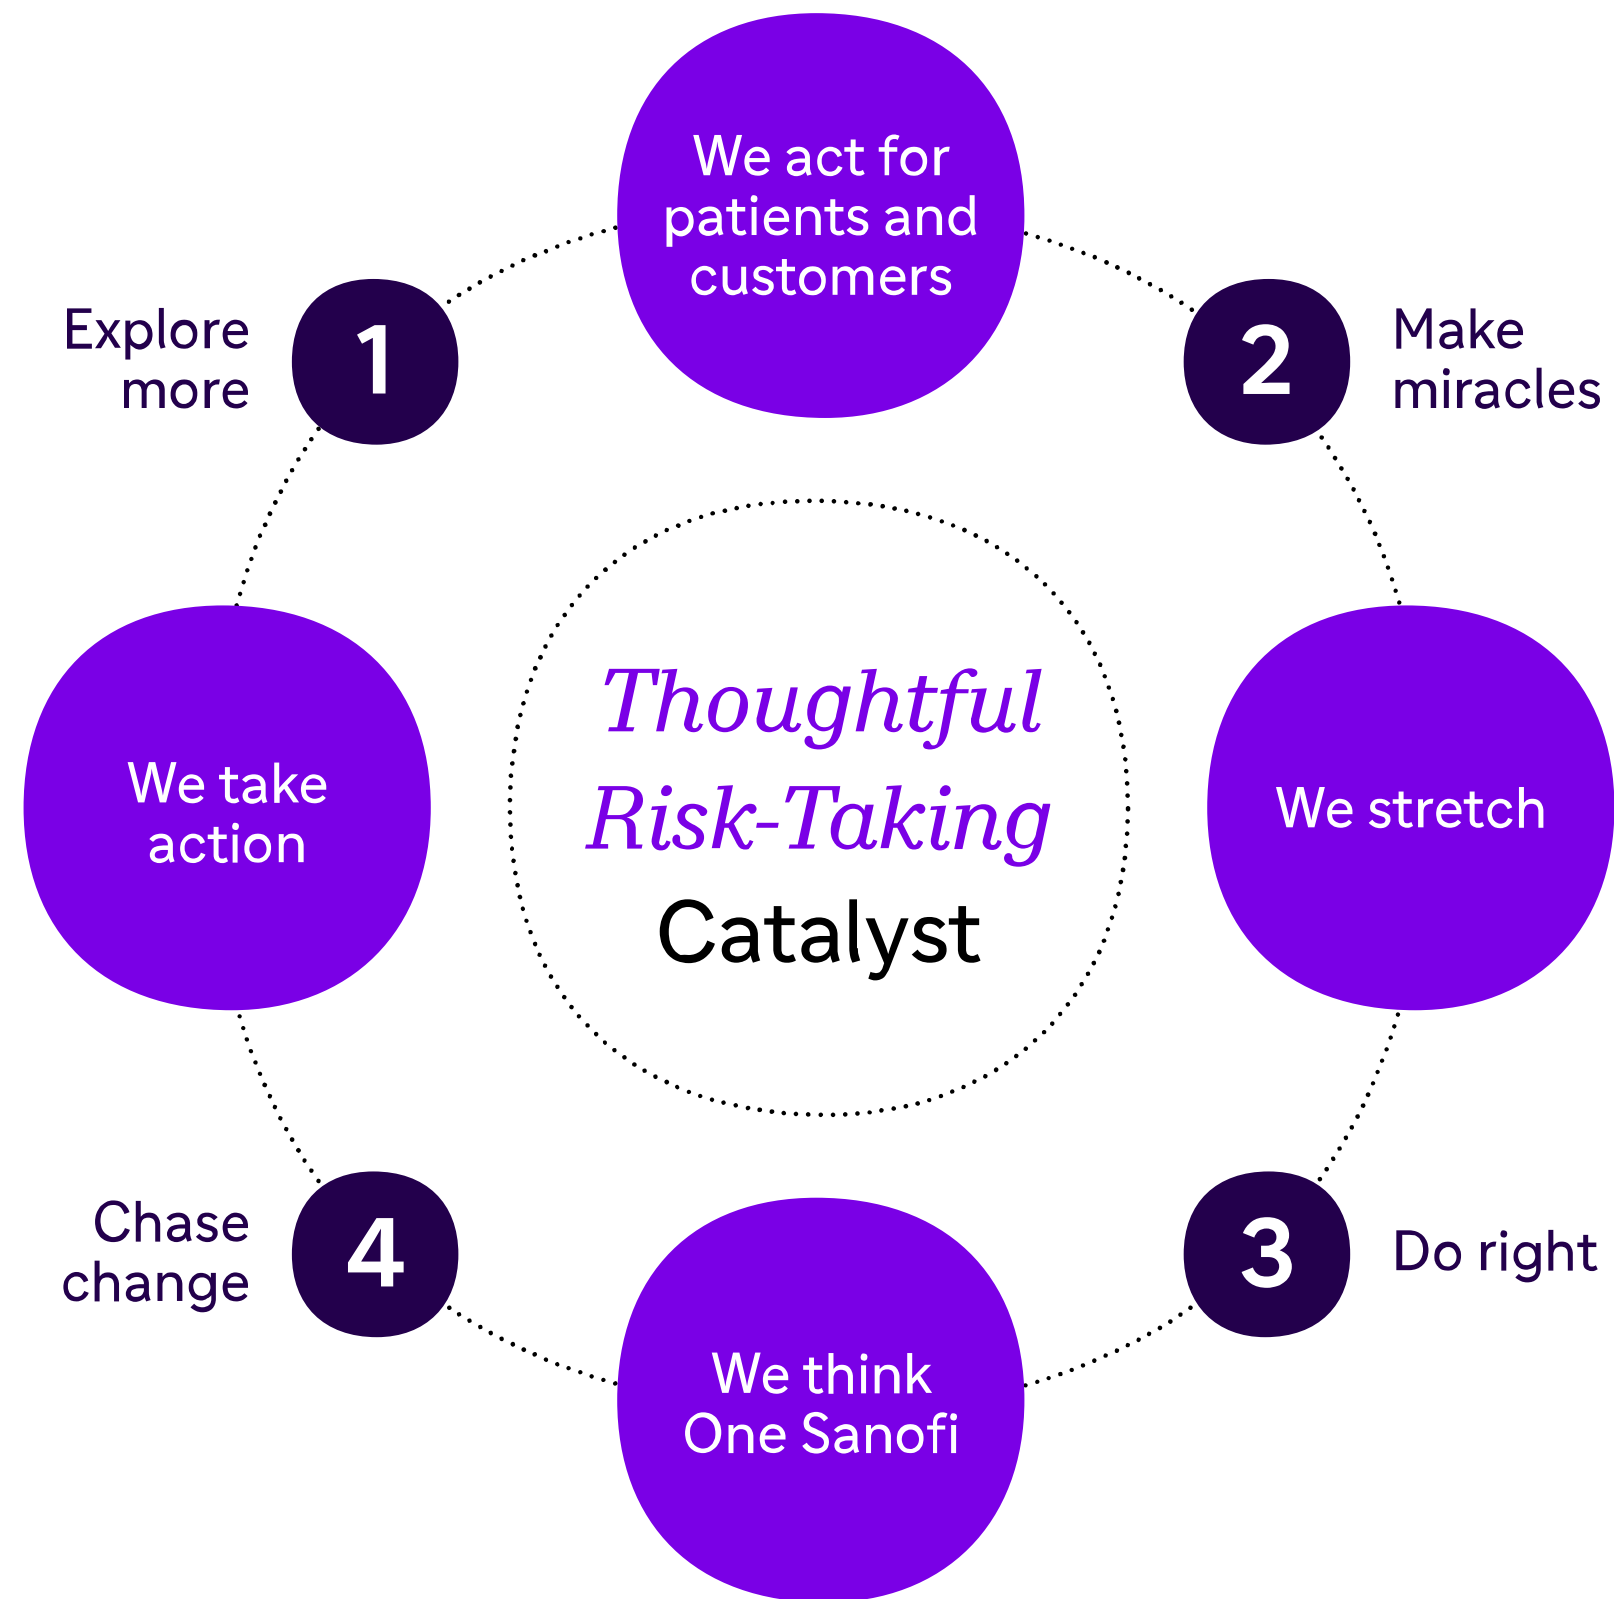 We act for
patients and
customers
Explore
more
1
2
Make
miracles
Thoughtful
Risk-Taking
Catalyst
We take
action
We stretch
Chase
change
4
3
Do right
We think
One Sanofi